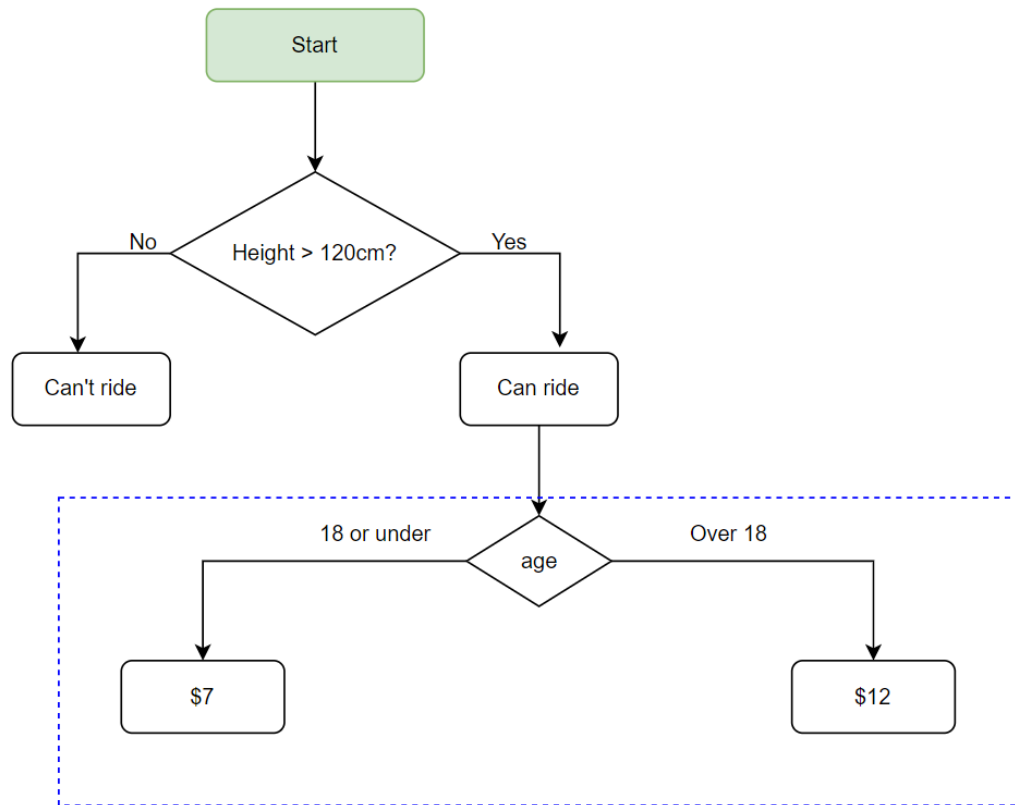 Start
No
Height > 120cm?
Yes
Can't ride
Can ride
18 or under
Over 18
age
$7
$12